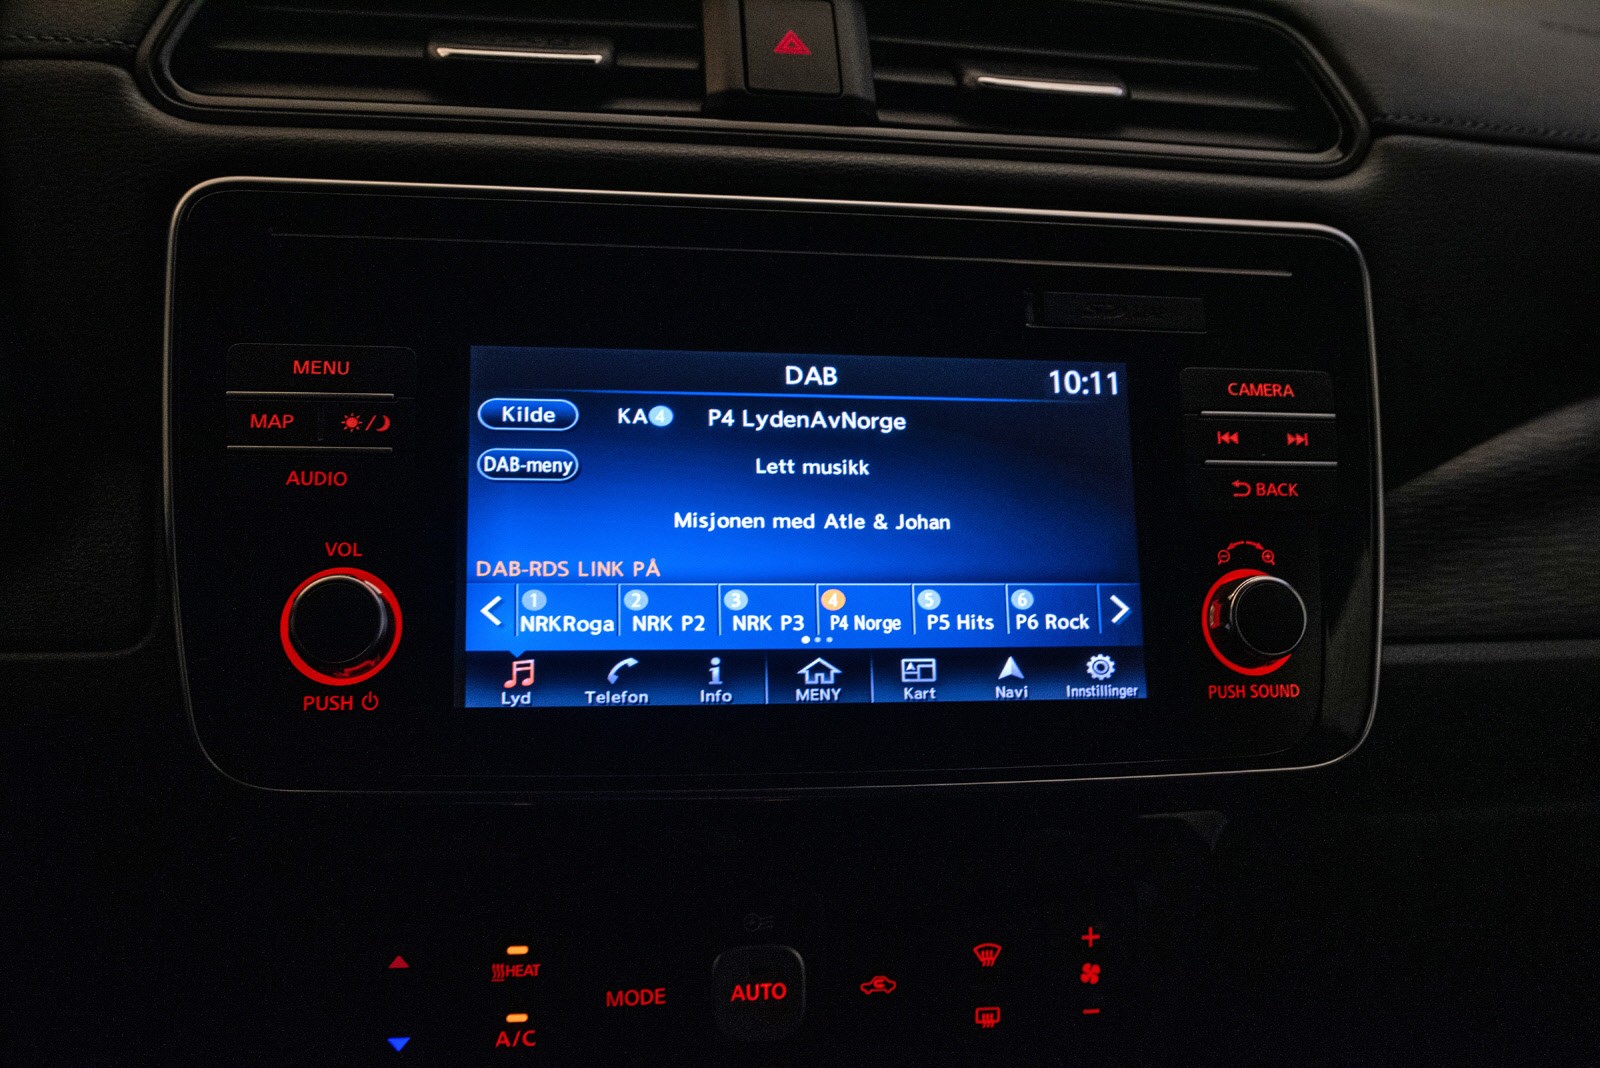 DAB
10:11
Kilde
KA4
P4 LydenAvNorge
DAB-meny
Lett musikk
Misjonen med Atle & Johan
DAB-RDS LINK PÅ
1 NRKRoga
2 NRK P2
3 NRK P3
4 P4 Norge
5 P5 Hits
6 P6 Rock
Lyd
Telefon
Info
MENY
Kart
Navi
Innstillinger
MENU
MAP
AUDIO
VOL
PUSH
CAMERA
BACK
PUSH SOUND
HEAT
A/C
MODE
AUTO